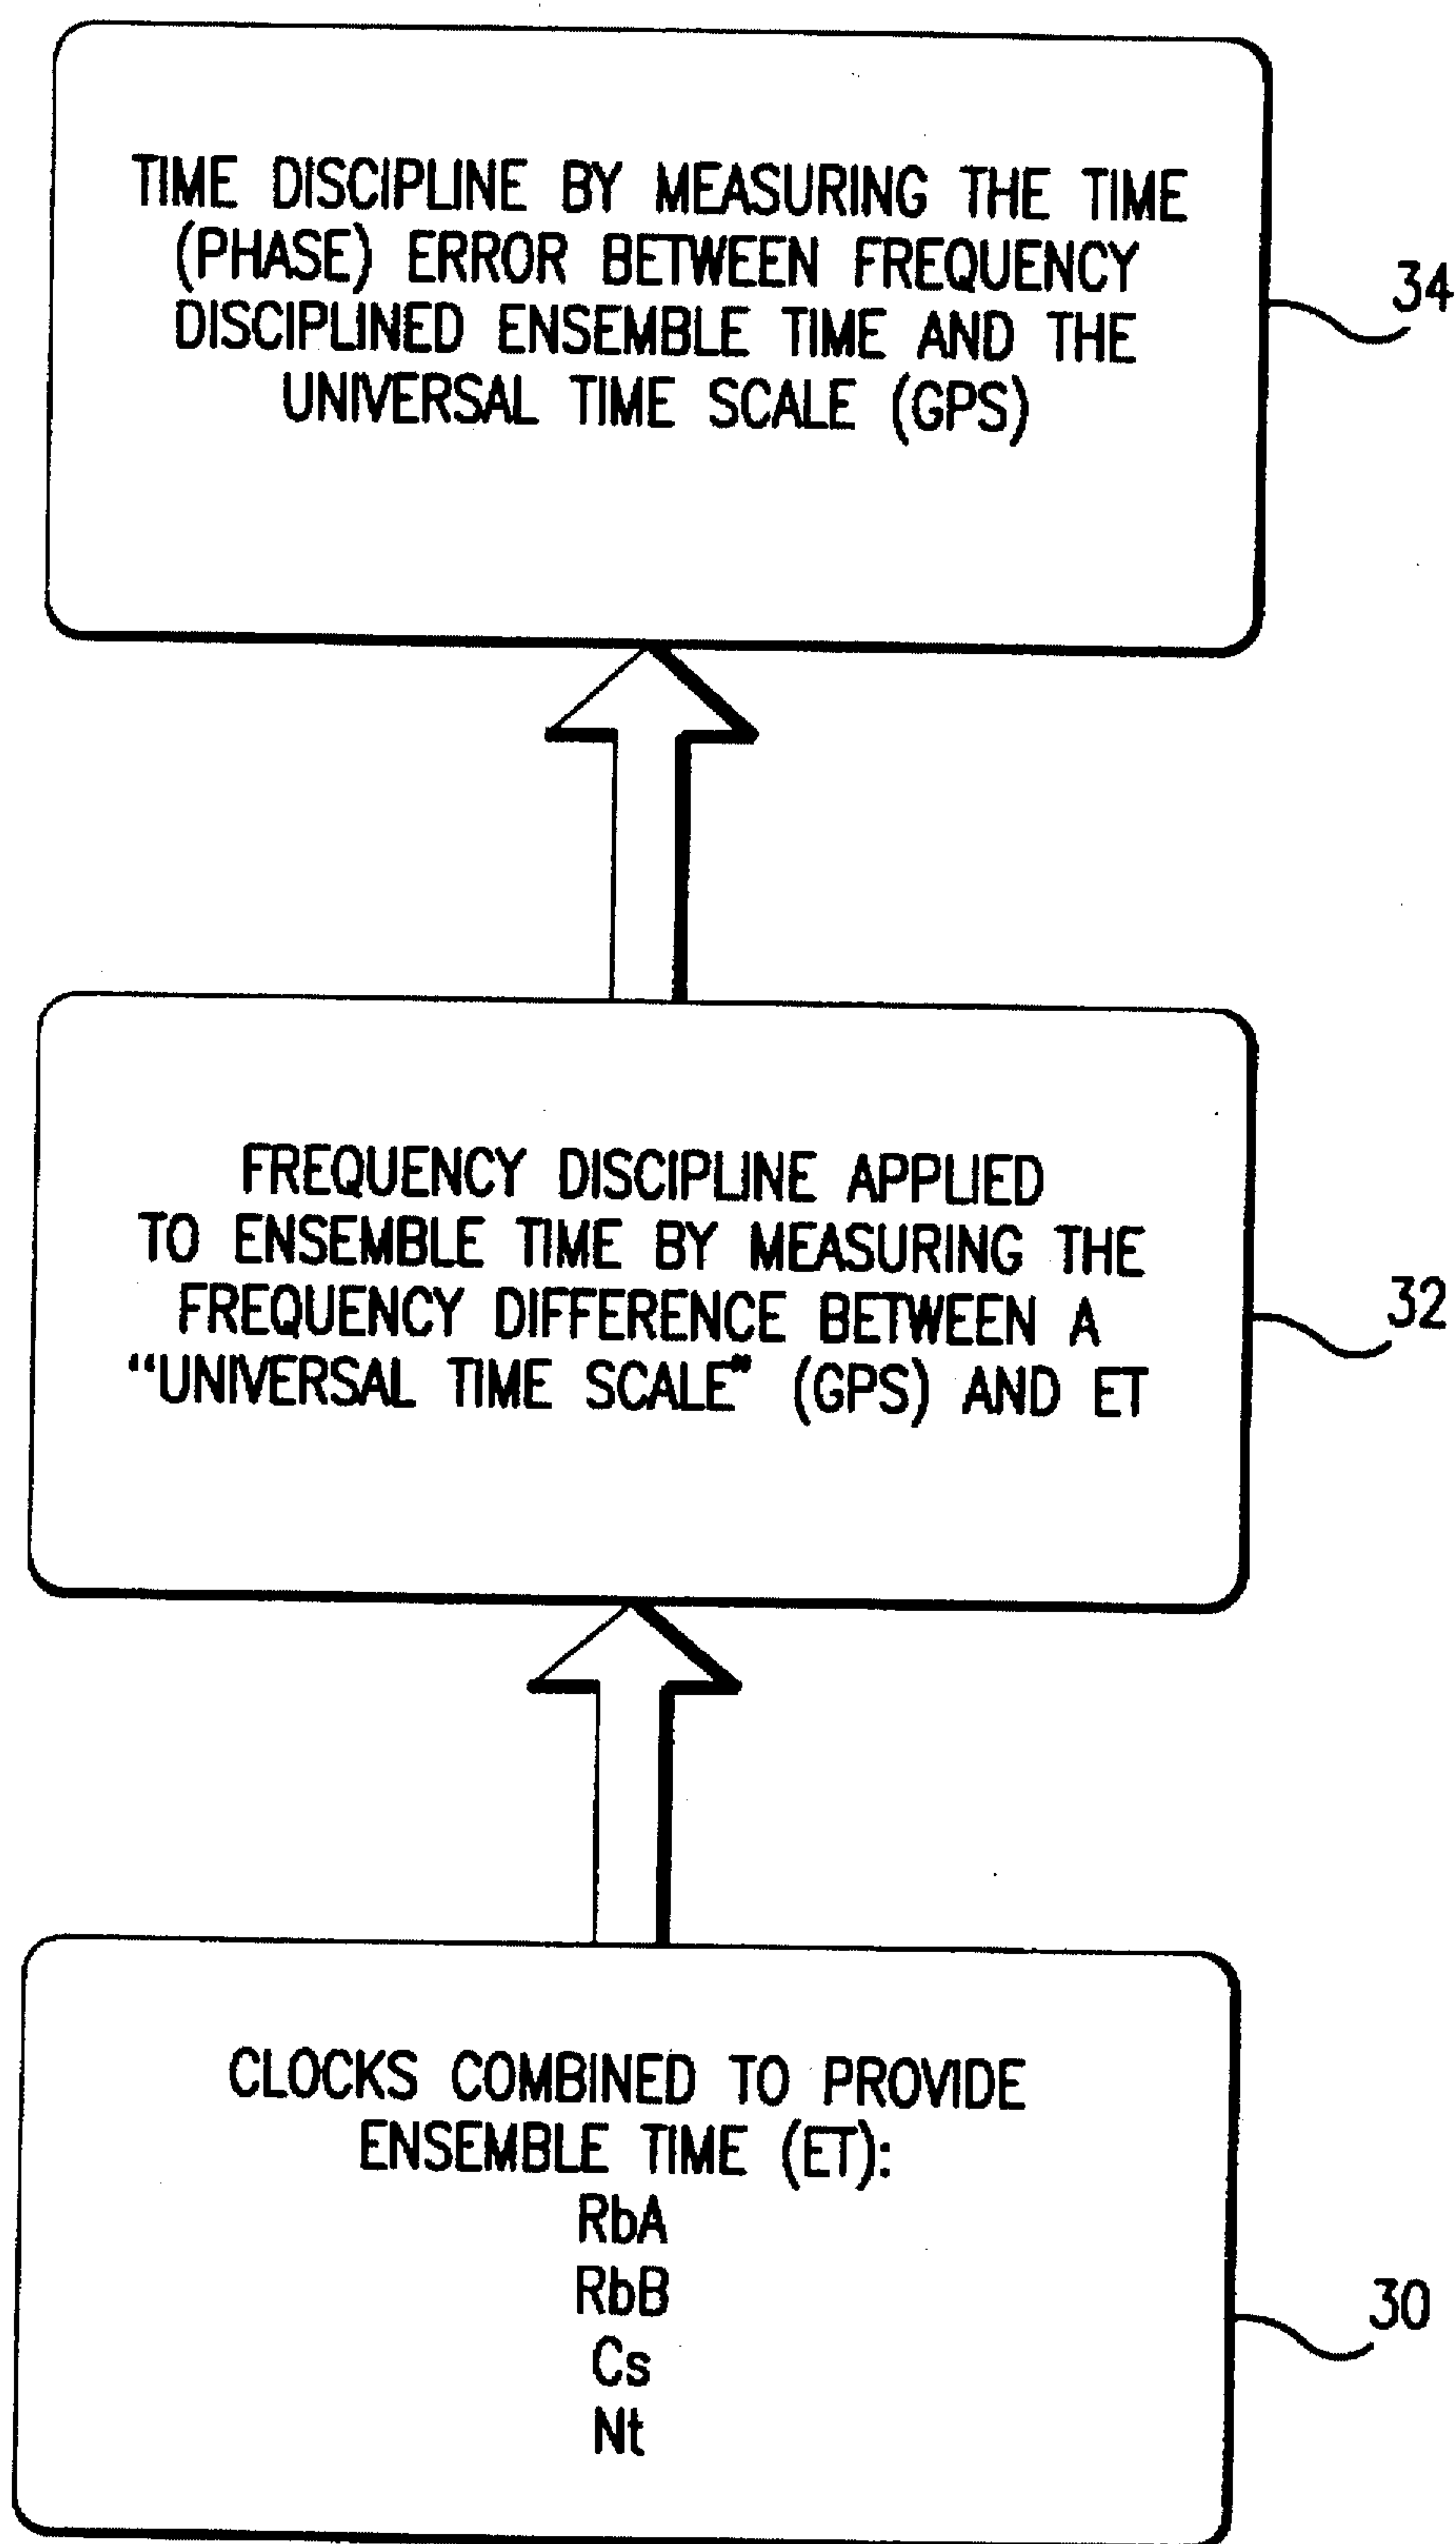 TIME DISCIPLINE BY MEASURING THE TIME
(PHASE) ERROR BETWEEN FREQUENCY
DISCIPLINED ENSEMBLE TIME AND THE
UNIVERSAL TIME SCALE (GPS)
34
FREQUENCY DISCIPLINE APPLIED
TO ENSEMBLE TIME BY MEASURING THE
FREQUENCY DIFFERENCE BETWEEN A
“UNIVERSAL TIME SCALE” (GPS) AND ET
32
CLOCKS COMBINED TO PROVIDE
ENSEMBLE TIME (ET):
RbA
RbB
Cs
Nt
30